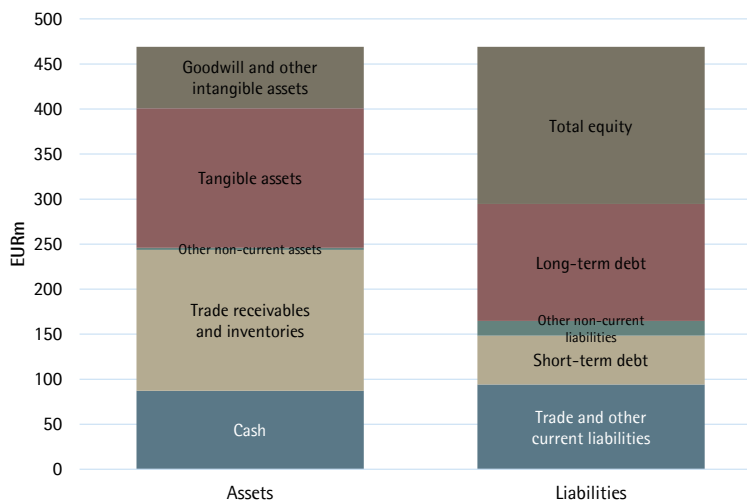 500
450
400
350
300
250
200
150
100
50
0
EURm
Goodwill and other
intangible assets
Tangible assets
Other non-current assets
Trade receivables
and inventories
Cash
Total equity
Long-term debt
Other non-current
liabilities
Short-term debt
Trade and other
current liabilities
Assets
Liabilities